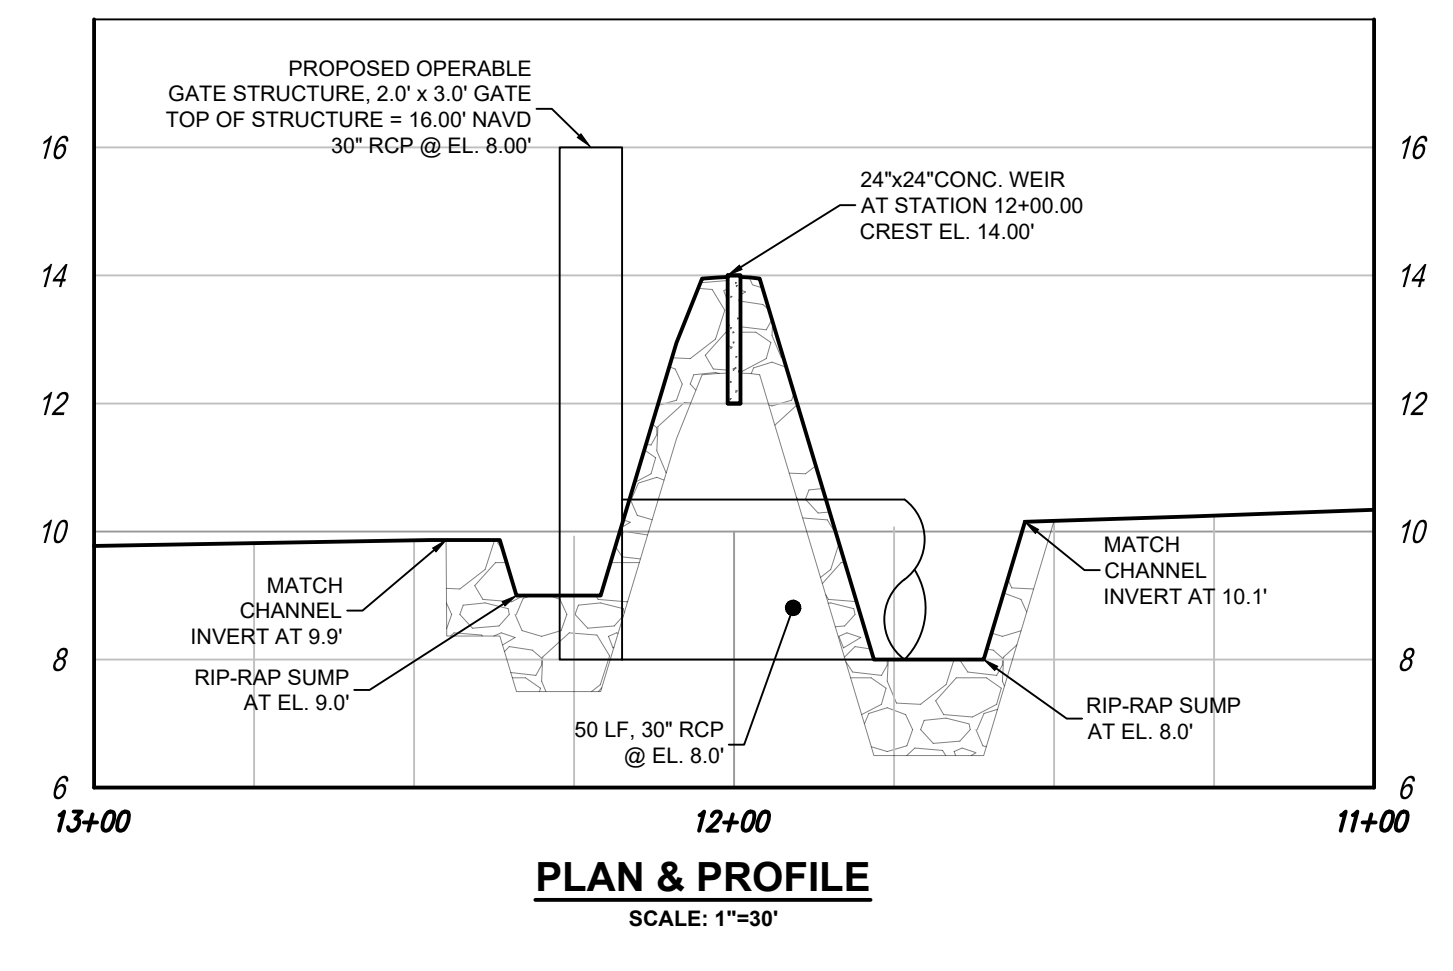 PROPOSED OPERABLE
GATE STRUCTURE, 2.0' x 3.0' GATE
TOP OF STRUCTURE = 16.00' NAVD
30" RCP @ EL. 8.00'
24"x24"CONC. WEIR
AT STATION 12+00.00
CREST EL. 14.00'
16
16
14
14
12
12
10
10
MATCH
CHANNEL
INVERT AT 9.9'
MATCH
CHANNEL
INVERT AT 10.1'
8
8
RIP-RAP SUMP
AT EL. 9.0'
50 LF, 30" RCP
@ EL. 8.0'
RIP-RAP SUMP
AT EL. 8.0'
6
6
13+00
12+00
11+00
PLAN & PROFILE
SCALE: 1"=30'